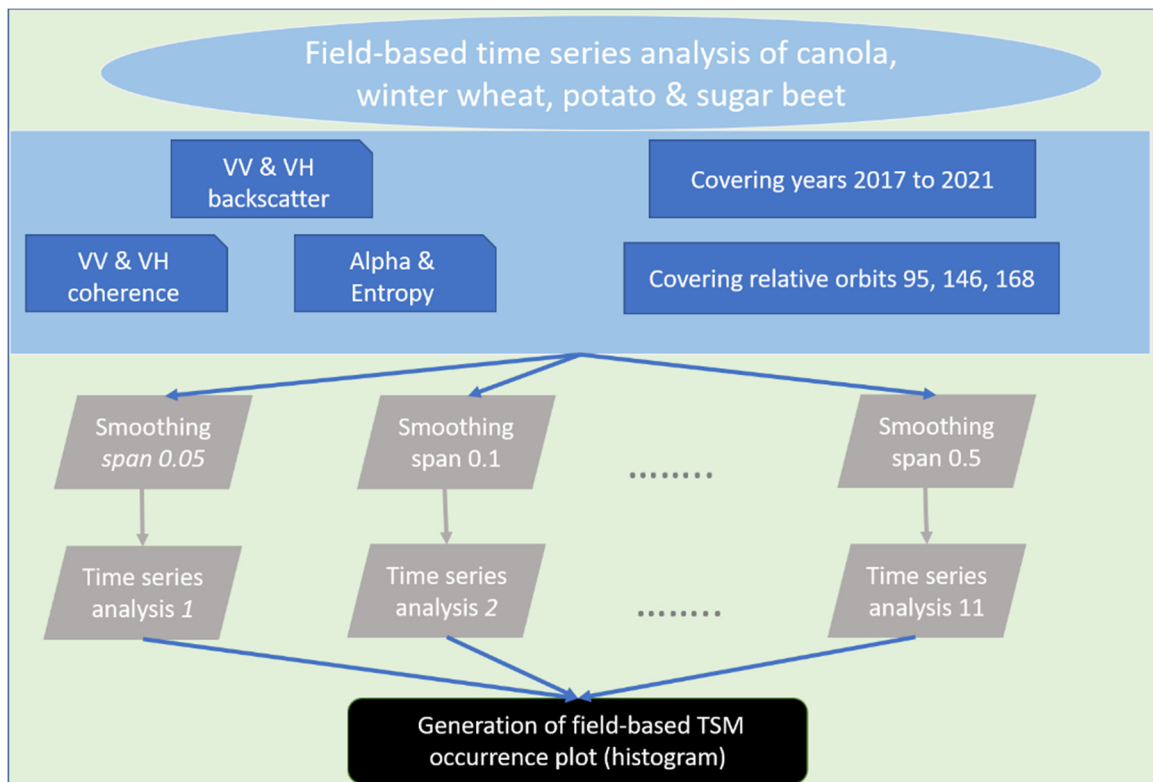 Field-based time series analysis of canola,
winter wheat, potato & sugar beet
VV & VH
backscatter
Covering years 2017 to 2021
VV & VH
coherence
Alpha &
Entropy
Covering relative orbits 95, 146, 168
Smoothing
span 0.05
Smoothing
span 0.1
........
Smoothing
span 0.5
Time series
analysis 1
Time series
analysis 2
........
Time series
analysis 11
Generation of field-based TSM
occurrence plot (histogram)